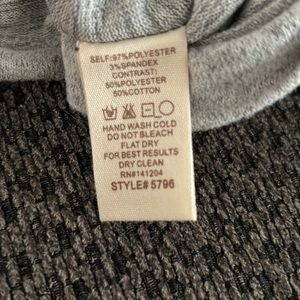 SELF:97%POLYESTER
3%SPANDEX
CONTRAST:
50%POLYESTER
50%COTTON
HAND WASH COLD
DO NOT BLEACH
FLAT DRY
FOR BEST RESULTS
DRY CLEAN
RN#141204
STYLE# 5796